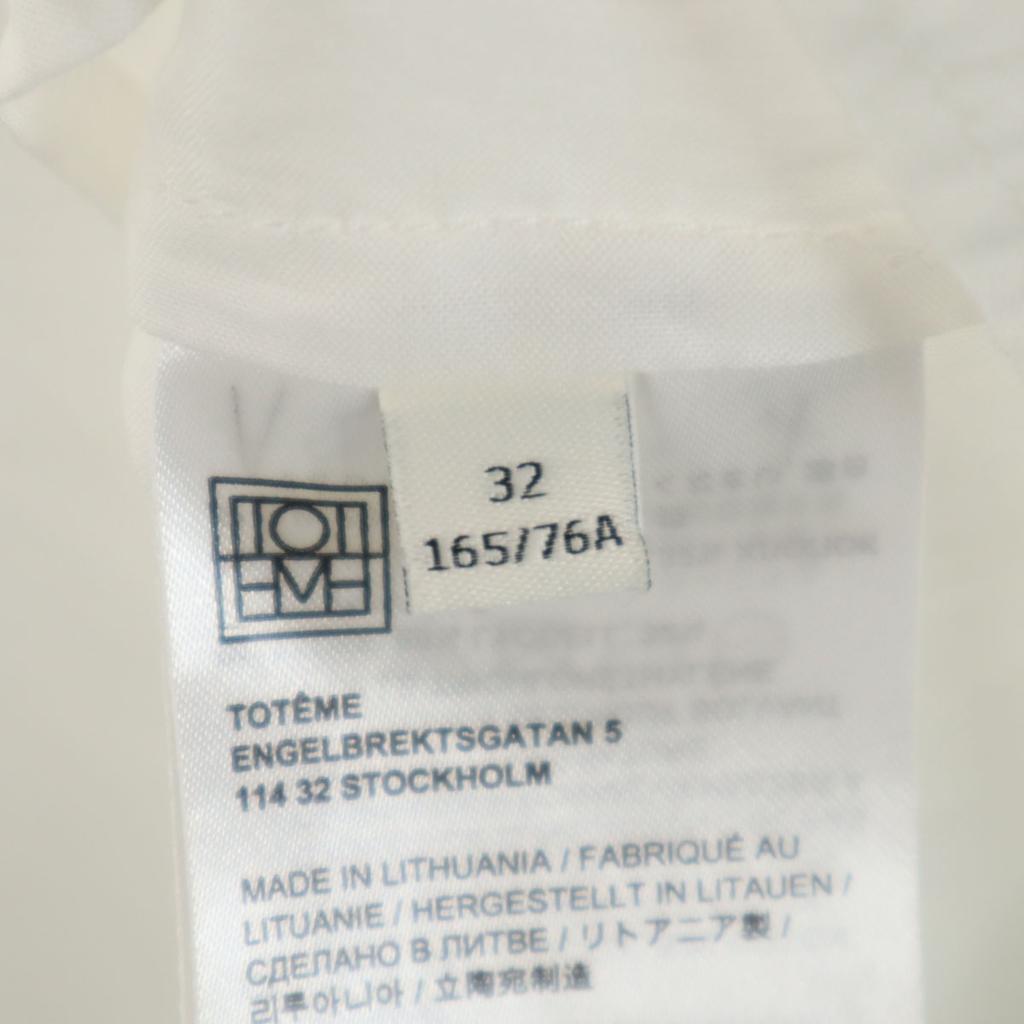 32
165/76A
TOTÊME
ENGELBREKTSGATAN 5
114 32 STOCKHOLM
MADE IN LITHUANIA / FABRIQUÉ AU
LITUANIE / HERGESTELLT IN LITAUEN /
СДЕЛАНО В ЛИТВЕ / リトアニア製 /
리투아니아 / 立陶宛制造